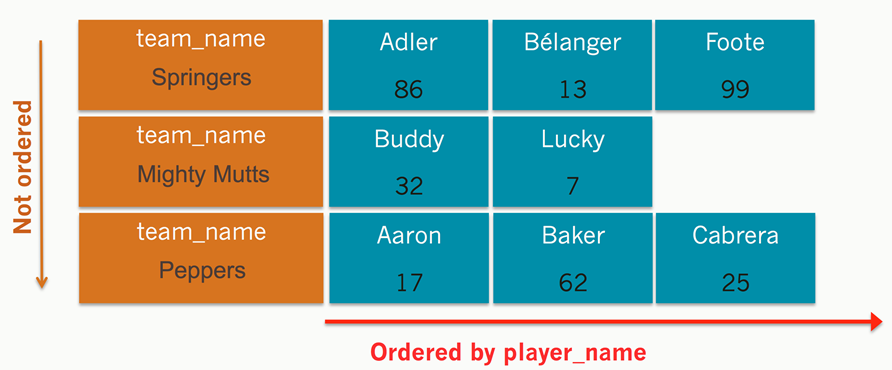 Not ordered
team_name
Springers
Adler
86
Bélanger
13
Foote
99
team_name
Mighty Mutts
Buddy
32
Lucky
7
team_name
Peppers
Aaron
17
Baker
62
Cabrera
25
Ordered by player_name